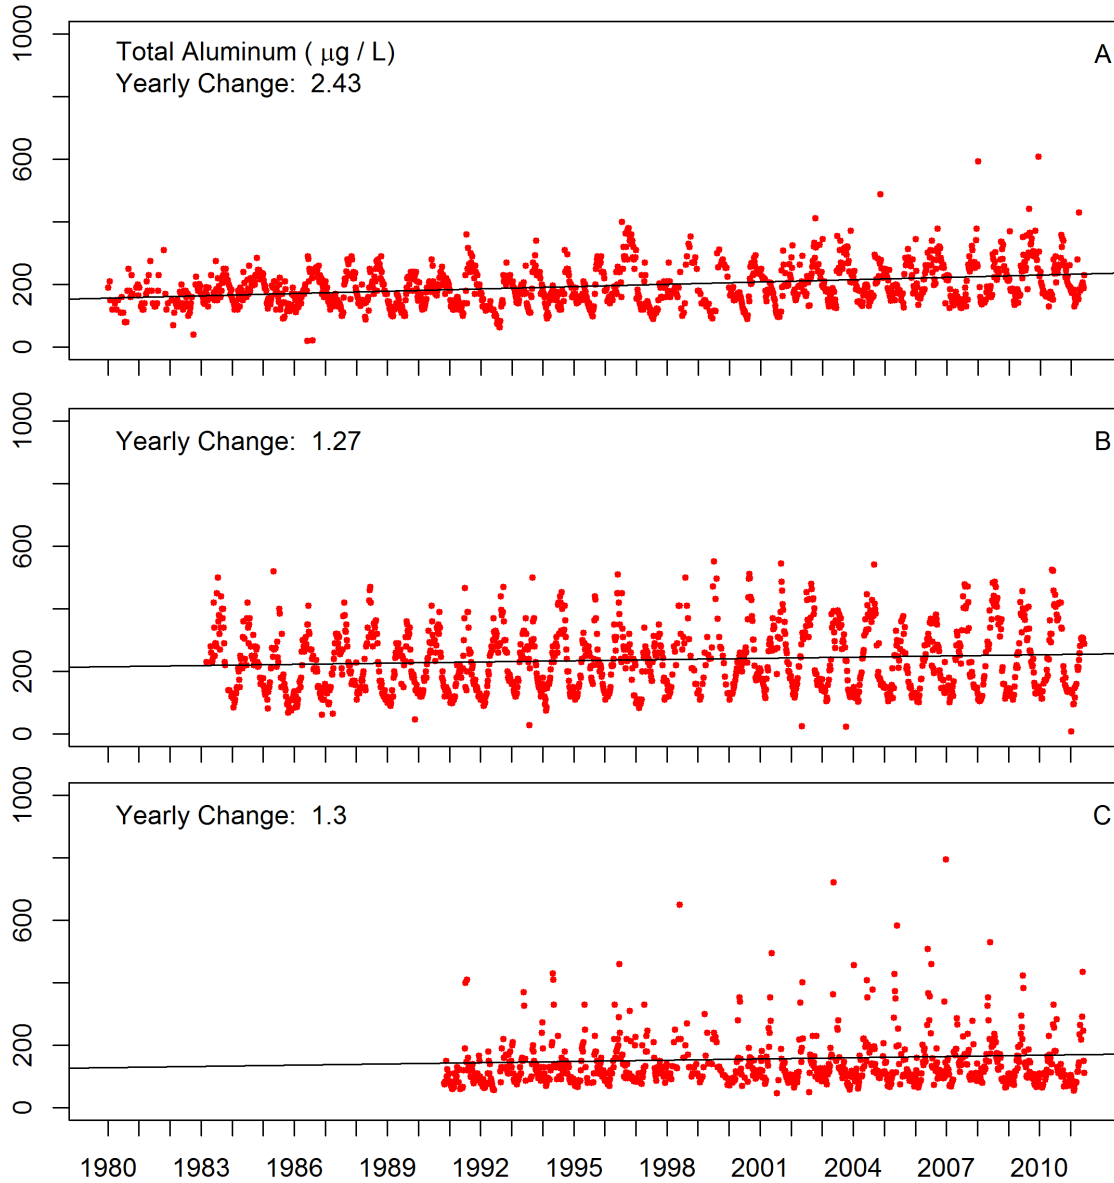 Total Aluminum ( μg / L)
Yearly Change: 2.43
A
1000
600
200
0
Yearly Change: 1.27
B
1000
600
200
0
Yearly Change: 1.3
C
1000
600
200
0
1980 1983 1986 1989 1992 1995 1998 2001 2004 2007 2010